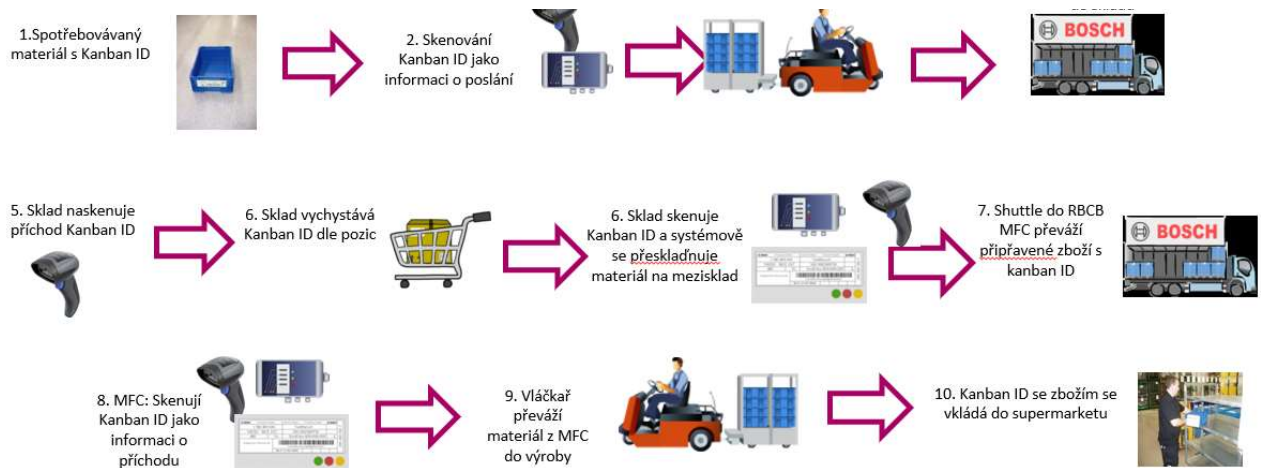 do skladu
1.Spotřebovávaný
materiál s Kanban ID
2. Skenování
Kanban ID jako
informaci o poslání
BOSCH
5. Sklad naskenuje
příchod Kanban ID
6. Sklad vychystává
Kanban ID dle pozic
6. Sklad skenuje
Kanban ID a systémově
se přeskladňuje
materiál na mezisklad
7. Shuttle do RBCB
MFC převáží
připřavené zboží s
kanban ID
BOSCH
8. MFC: Skenují
Kanban ID jako
informaci o
příchodu
9. Vláčkař
převáží
materiál z MFC
do výroby
10. Kanban ID se zbožím se
vkládá do supermarketu